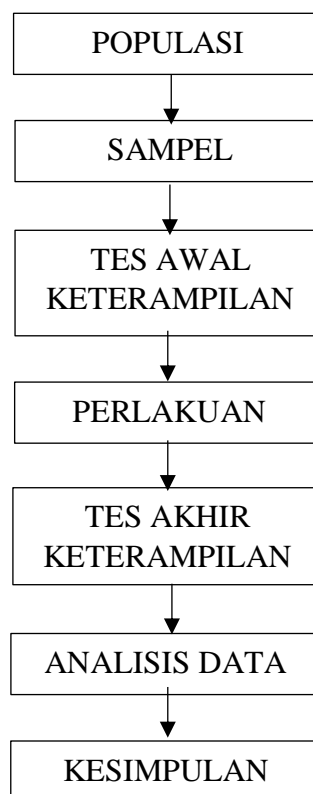 POPULASI
SAMPEL
TES AWAL
KETERAMPILAN
PERLAKUAN
TES AKHIR
KETERAMPILAN
ANALISIS DATA
KESIMPULAN